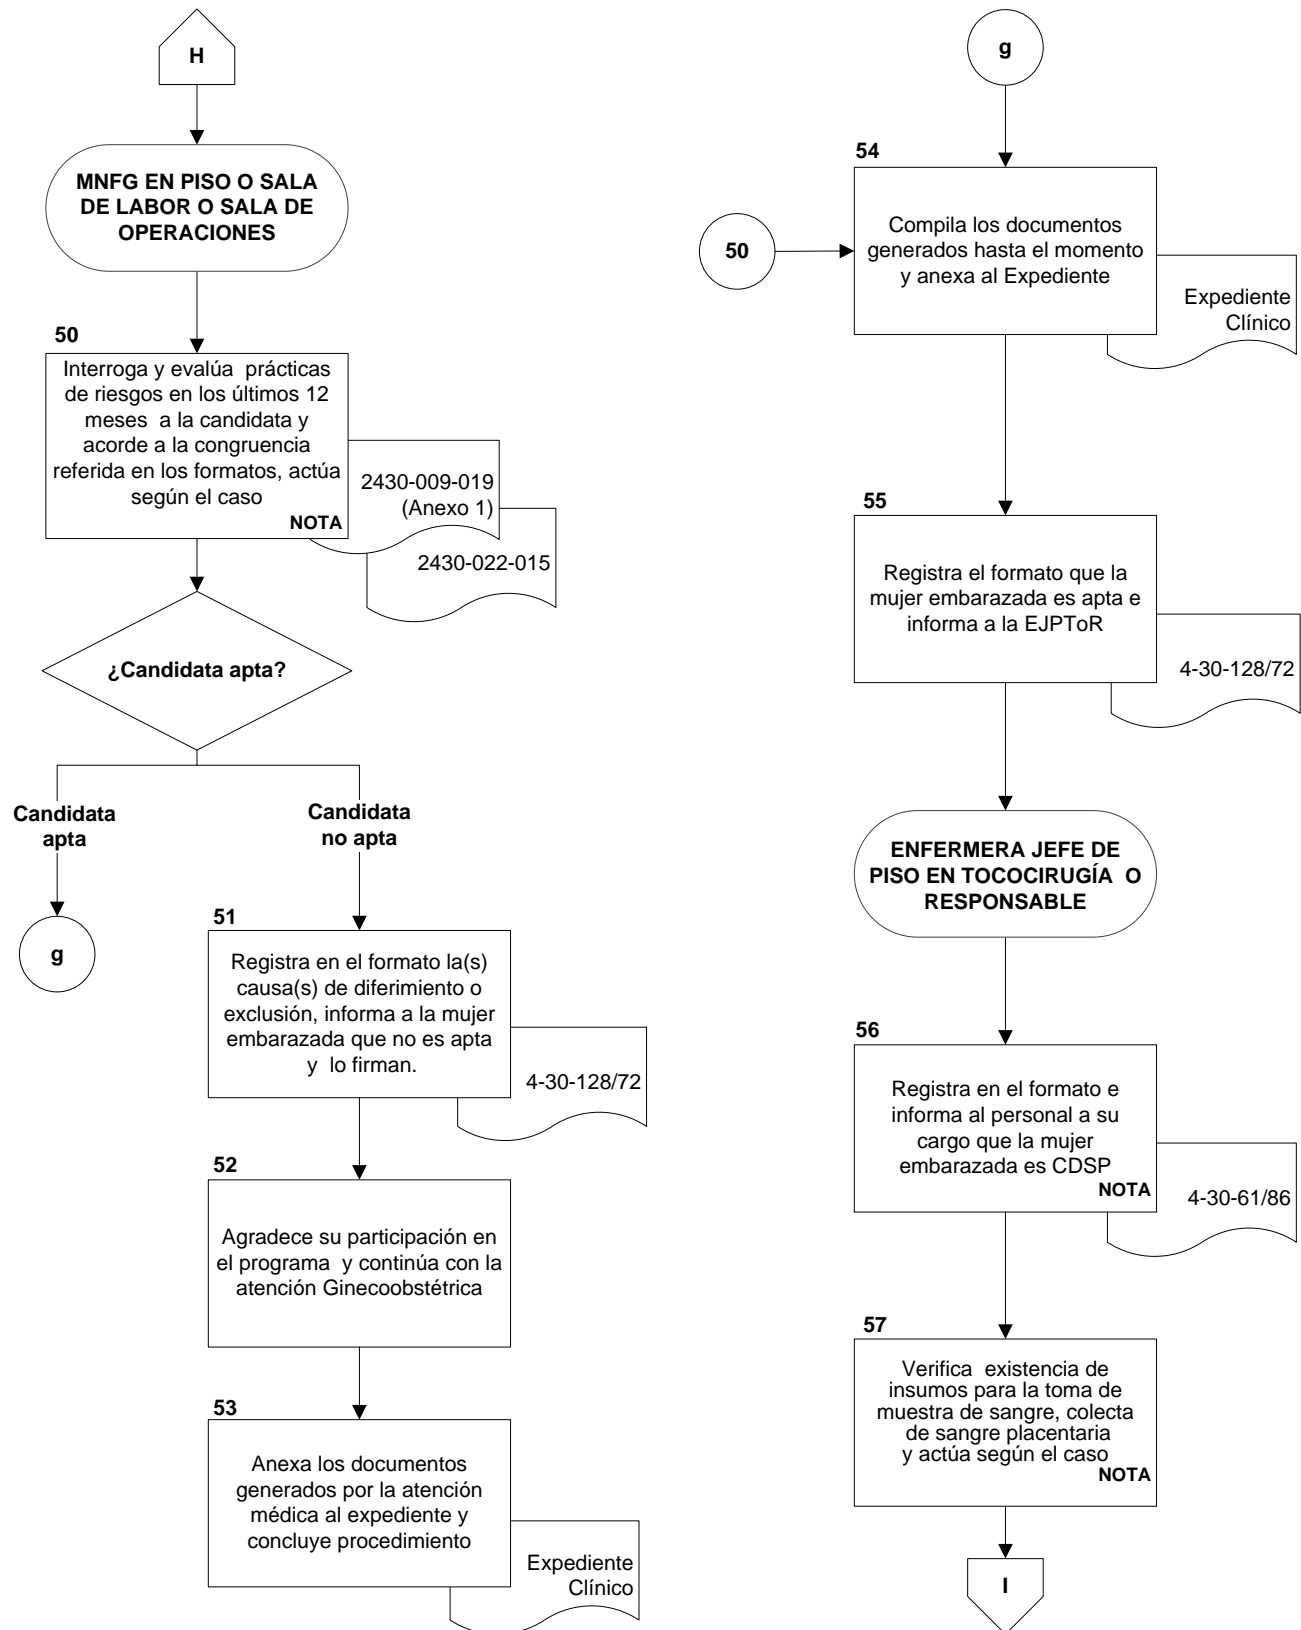 H
MNFG EN PISO O SALA
DE LABOR O SALA DE
OPERACIONES
50
Interroga y evalúa prácticas
de riesgos en los últimos 12
meses a la candidata y
acorde a la congruencia
referida en los formatos, actúa
según el caso
NOTA
2430-009-019
(Anexo 1)
2430-022-015
¿Candidata apta?
Candidata
apta
Candidata
no apta
g
51
Registra en el formato la(s)
causa(s) de diferimiento o
exclusión, informa a la mujer
embarazada que no es apta
y lo firman.
4-30-128/72
52
Agradece su participación en
el programa y continúa con la
atención Ginecoobstétrica
53
Anexa los documentos
generados por la atención
médica al expediente y
concluye procedimiento
Expediente
Clínico
g
54
50
Compila los documentos
generados hasta el momento
y anexa al Expediente
Expediente
Clínico
55
Registra el formato que la
mujer embarazada es apta e
informa a la EJPToR
4-30-128/72
ENFERMERA JEFE DE
PISO EN TOCOCIRUGÍA O
RESPONSABLE
56
Registra en el formato e
informa al personal a su
cargo que la mujer
embarazada es CDSP
NOTA
4-30-61/86
57
Verifica existencia de
insumos para la toma de
muestra de sangre, colecta
de sangre placentaria
y actúa según el caso
NOTA
I